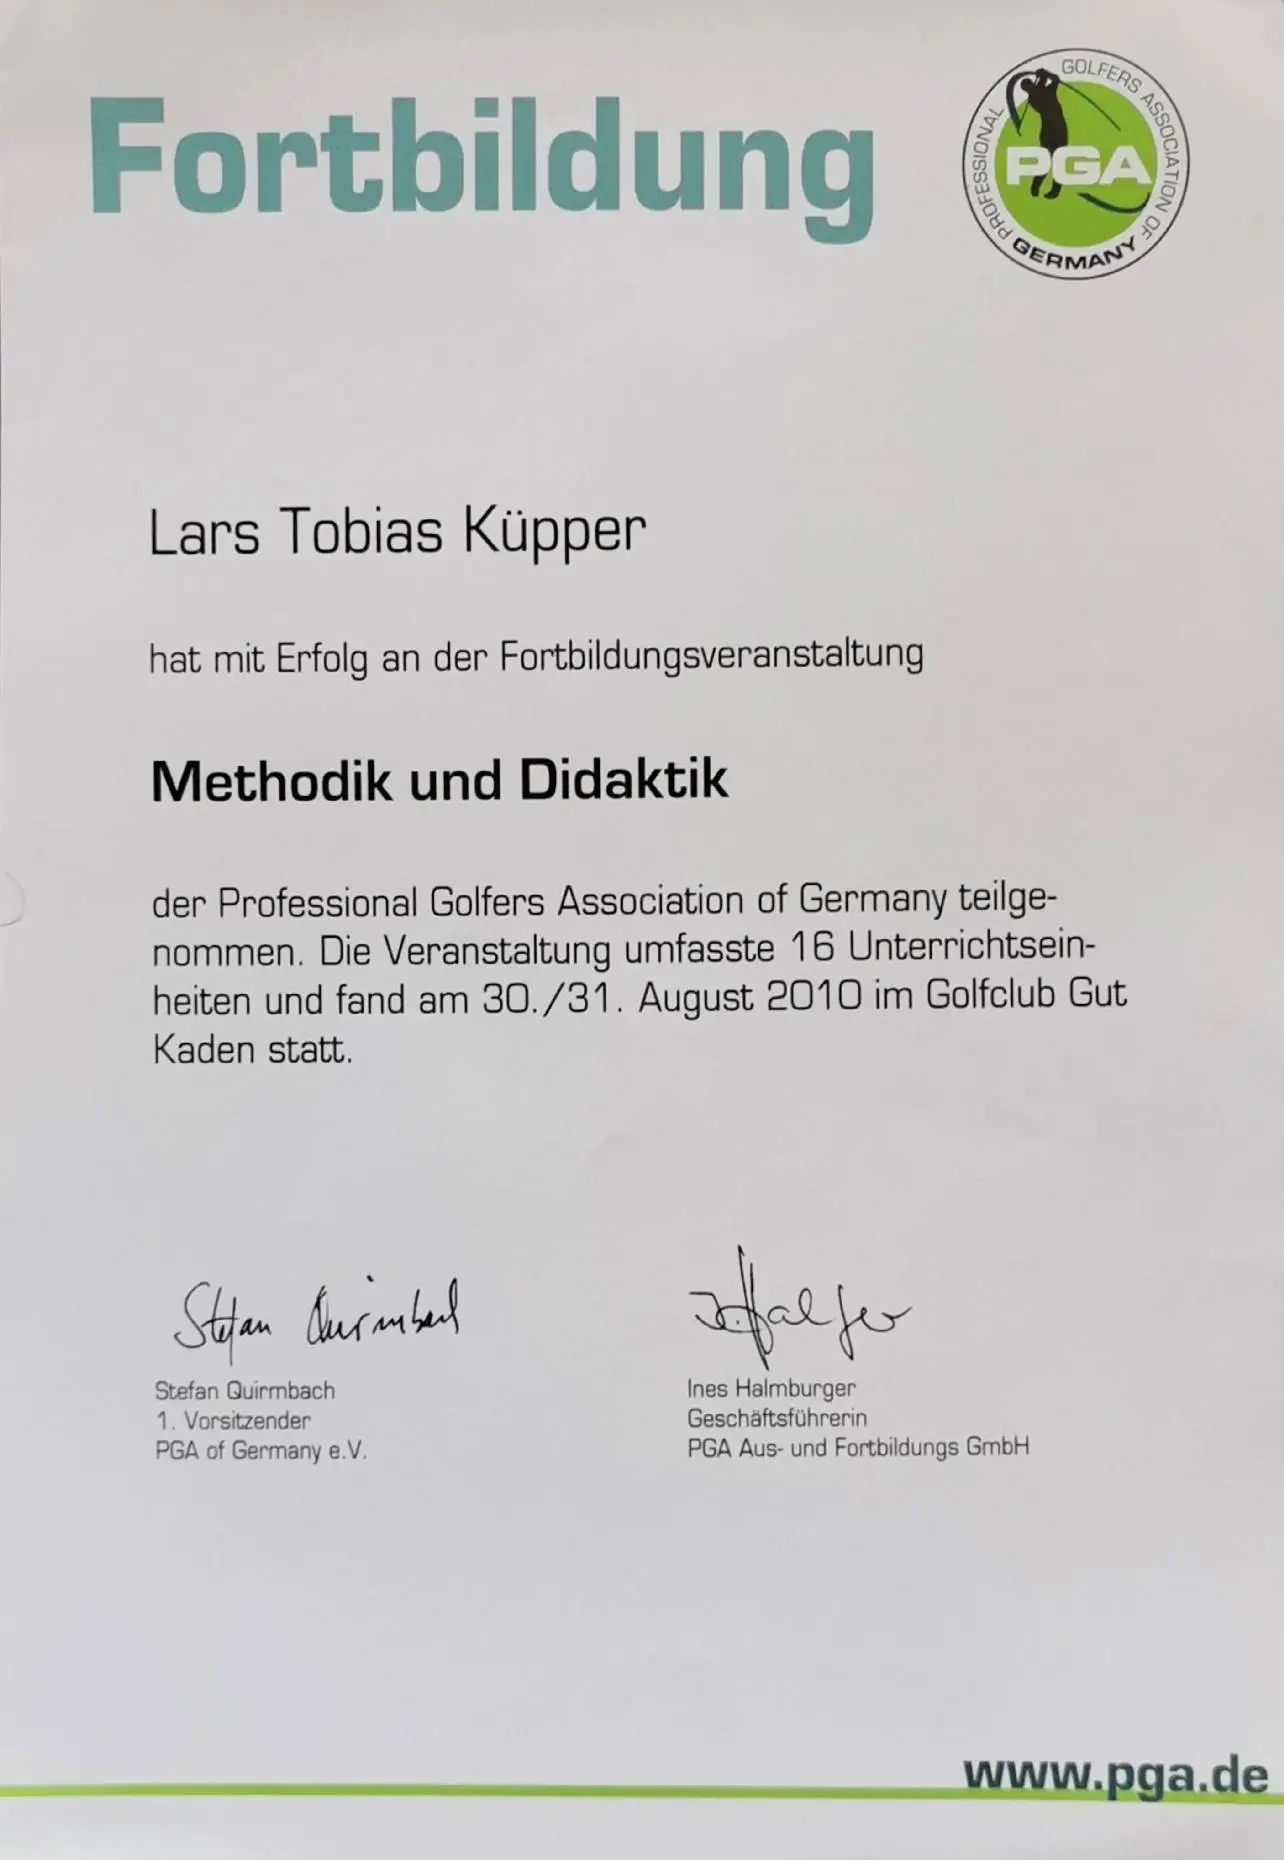 Fortbildung
PROFESSIONAL GOLFERS ASSOCIATION OF
PGA
GERMANY
Lars Tobias Küpper
hat mit Erfolg an der Fortbildungsveranstaltung
Methodik und Didaktik
der Professional Golfers Association of Germany teilge-
nommen. Die Veranstaltung umfasste 16 Unterrichtsein-
heiten und fand am 30./31. August 2010 im Golfclub Gut
Kaden statt.
Stefan Quirmbach
Stefan Quirmbach
1. Vorsitzender
PGA of Germany e.V.
Ines Halmburger
Geschäftsführerin
PGA Aus- und Fortbildungs GmbH
www.pga.de